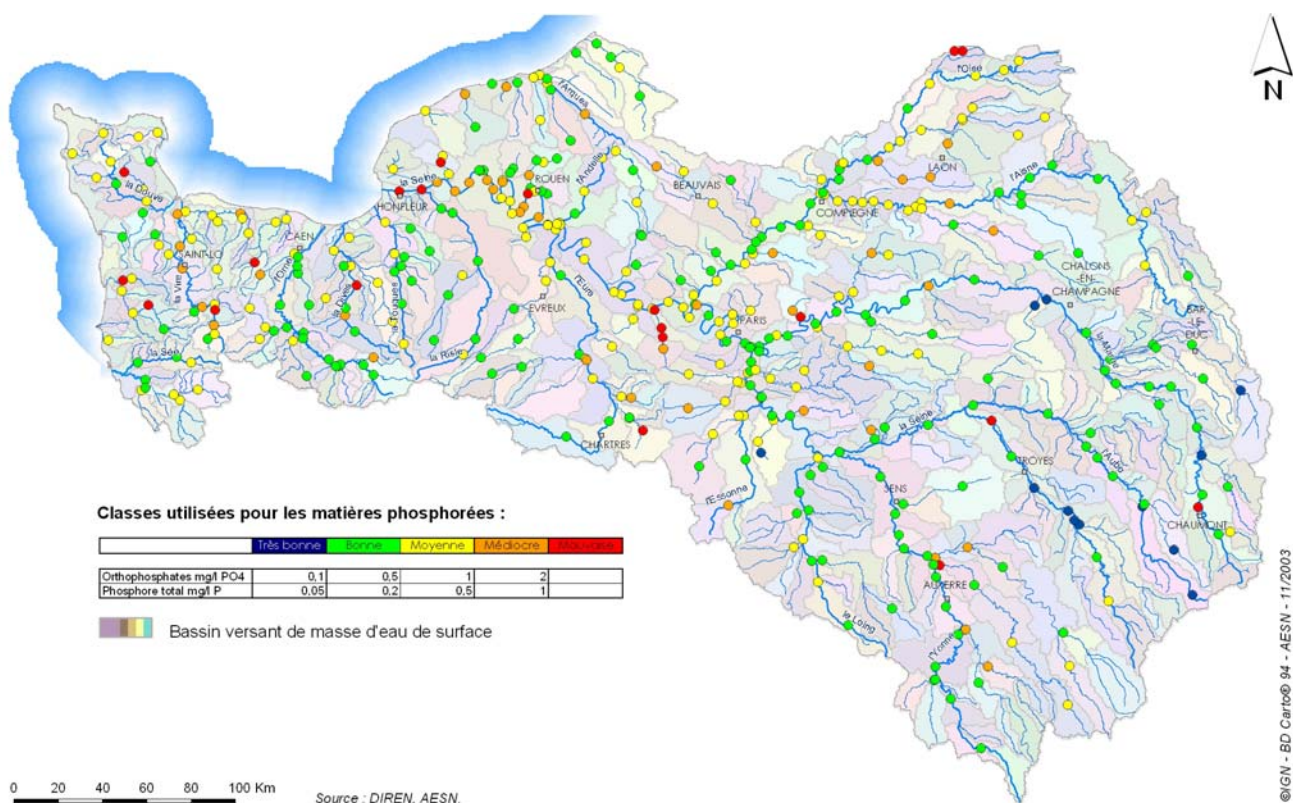 N
l'Oise
l'Arques
LAON
la Seine
ROUEN
l'Andelle
BEAUVAIS
COMPIEGNE
l'Aisne
la Douve
HONFLEUR
CAEN
SAINT-LO
l'Orne
la Vire
la Dives
la Touques
l'Eure
EVREUX
PARIS
CHALONS
-EN-
CHAMPAGNE
BAR
-LE-
DUC
la Marne
la Sée
la Risle
CHARTRES
la Seine
l'Aube
TROYES
l'Essonne
SENS
CHAUMONT
AUXERRE
le Loing
l'Yonne
Classes utilisées pour les matières phosphorées :
Très bonne Bonne Moyenne Médiocre Mauvaise
Orthophosphates mg/l PO4 0,1 0,5 1 2
Phosphore total mg/l P 0,05 0,2 0,5 1
Bassin versant de masse d'eau de surface
0 20 40 60 80 100 Km
Source : DIREN, AESN.
©IGN - BD Carto® 94 - AESN - 11/2003